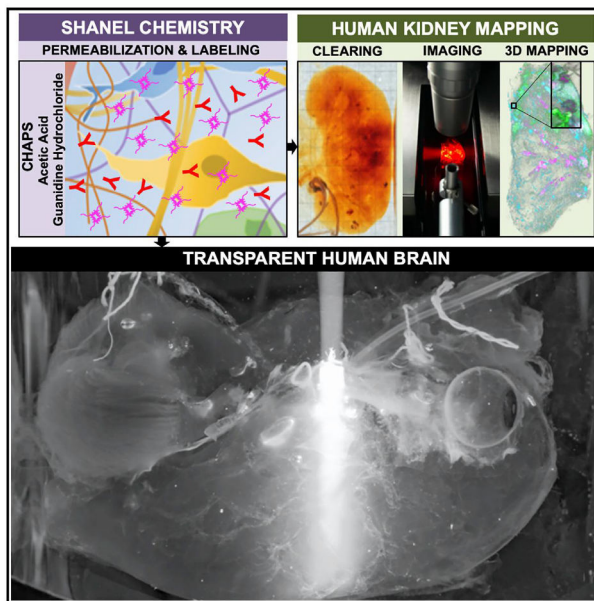 SHANEL CHEMISTRY
PERMEABILIZATION & LABELING
CHAPS
Acetic Acid
Guanidine Hydrochloride
HUMAN KIDNEY MAPPING
CLEARING
IMAGING
3D MAPPING
TRANSPARENT HUMAN BRAIN